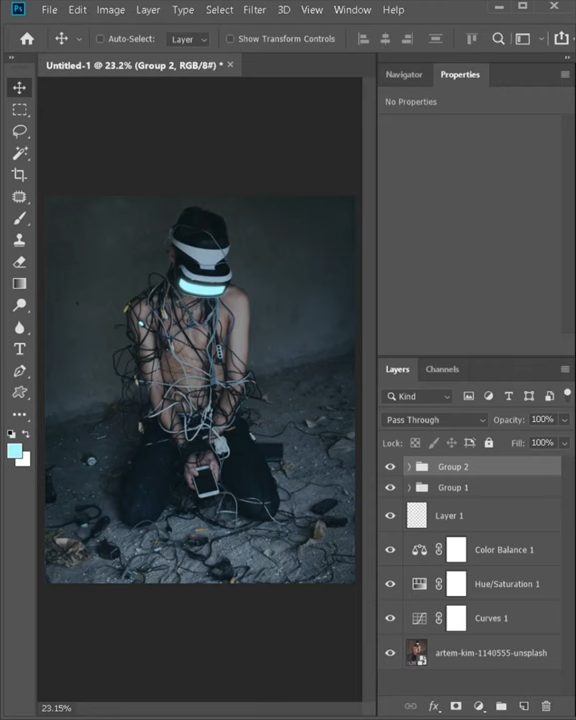 Ps File Edit Image Layer Type Select Filter 3D View Window Help
Auto-Select: Layer Show Transform Controls
Untitled-1 @ 23.2% (Group 2, RGB/8#) *
Navigator Properties
No Properties
T
Layers Channels
Kind T
Pass Through Opacity: 100%
Lock: Fill: 100%
Group 2
Group 1
Layer 1
Color Balance 1
Hue/Saturation 1
Curves 1
artem-kim-1140555-unsplash
fx
23.15%